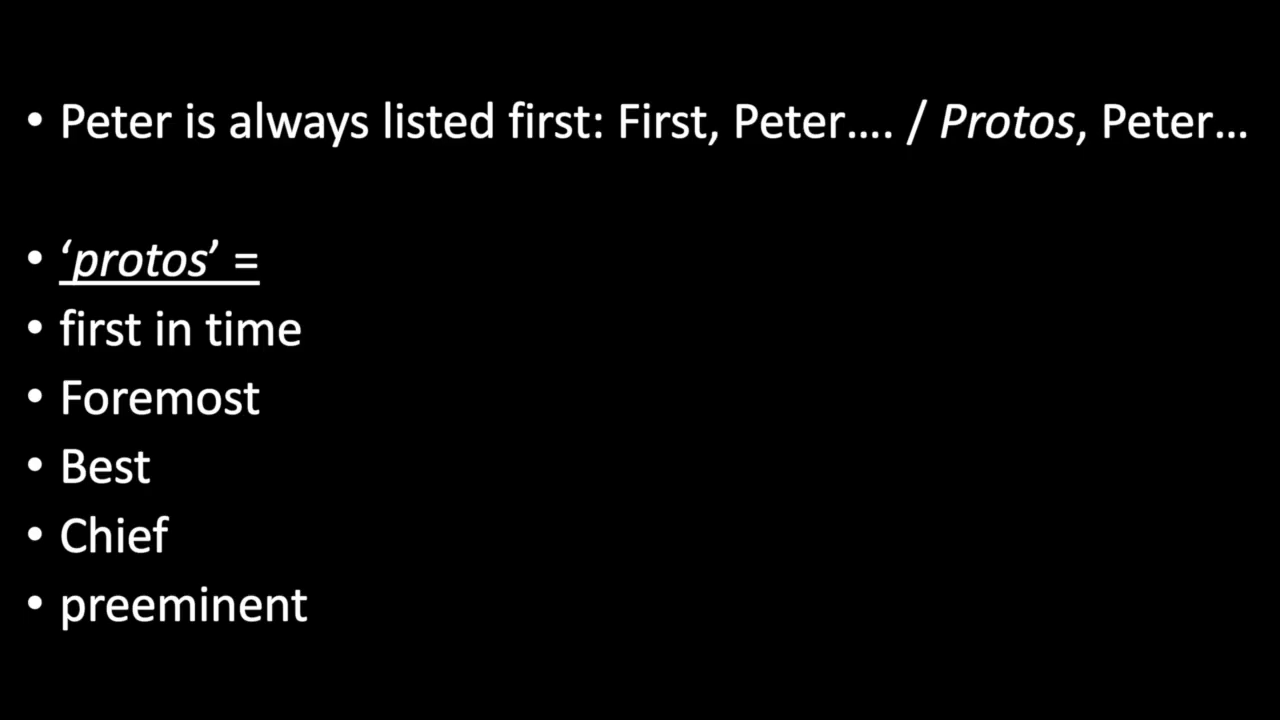 • Peter is always listed first: First, Peter…. / Protos, Peter…
• ‘protos’ =
• first in time
• Foremost
• Best
• Chief
• preeminent